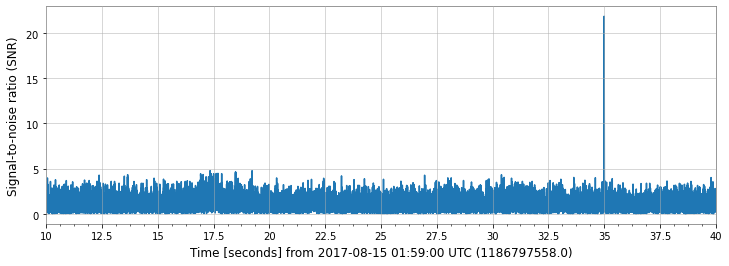 Signal-to-noise ratio (SNR)
20
15
10
5
0
10 12.5 15 17.5 20 22.5 25 27.5 30 32.5 35 37.5 40
Time [seconds] from 2017-08-15 01:59:00 UTC (1186797558.0)